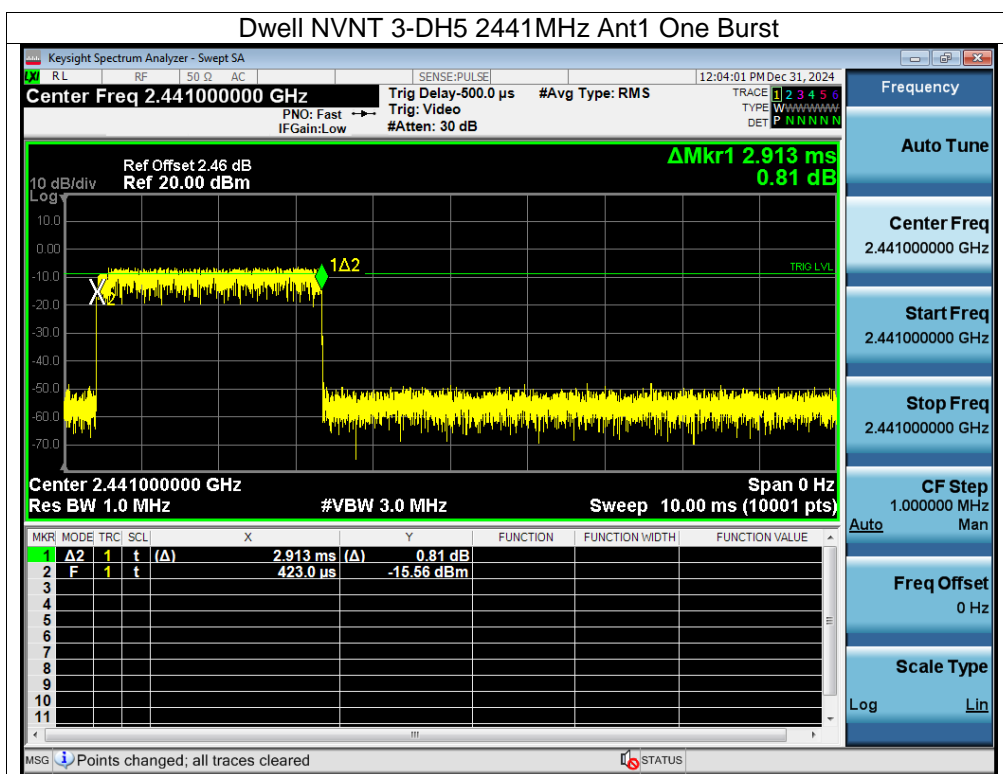 Dwell NVNT 3-DH5 2441MHz Ant1 One Burst
Keysight Spectrum Analyzer - Swept SA
LXI RL RF 50 Ω AC SENSE:PULSE 12:04:01 PM Dec 31, 2024
Center Freq 2.441000000 GHz Trig Delay-500.0 µs #Avg Type: RMS TRACE 1 2 3 4 5 6
PNO: Fast Trig: Video TYPE WWWWWW
IFGain:Low #Atten: 30 dB DET P N N N N N
Frequency
ΔMkr1 2.913 ms
0.81 dB
Ref Offset 2.46 dB
10 dB/div Ref 20.00 dBm
Log
10.0
0.00
-10.0
-20.0
-30.0
-40.0
-50.0
-60.0
-70.0
1Δ2
TRIG LVL
2
Center 2.441000000 GHz Span 0 Hz
Res BW 1.0 MHz #VBW 3.0 MHz Sweep 10.00 ms (10001 pts)
MKR MODE TRC SCL X Y FUNCTION FUNCTION WIDTH FUNCTION VALUE
1 Δ2 1 t (Δ) 2.913 ms (Δ) 0.81 dB
2 F 1 t 423.0 µs -15.56 dBm
3
4
5
6
7
8
9
10
11
MSG Points changed; all traces cleared STATUS
Auto Tune
Center Freq
2.441000000 GHz
Start Freq
2.441000000 GHz
Stop Freq
2.441000000 GHz
CF Step
1.000000 MHz
Auto Man
Freq Offset
0 Hz
Scale Type
Log Lin